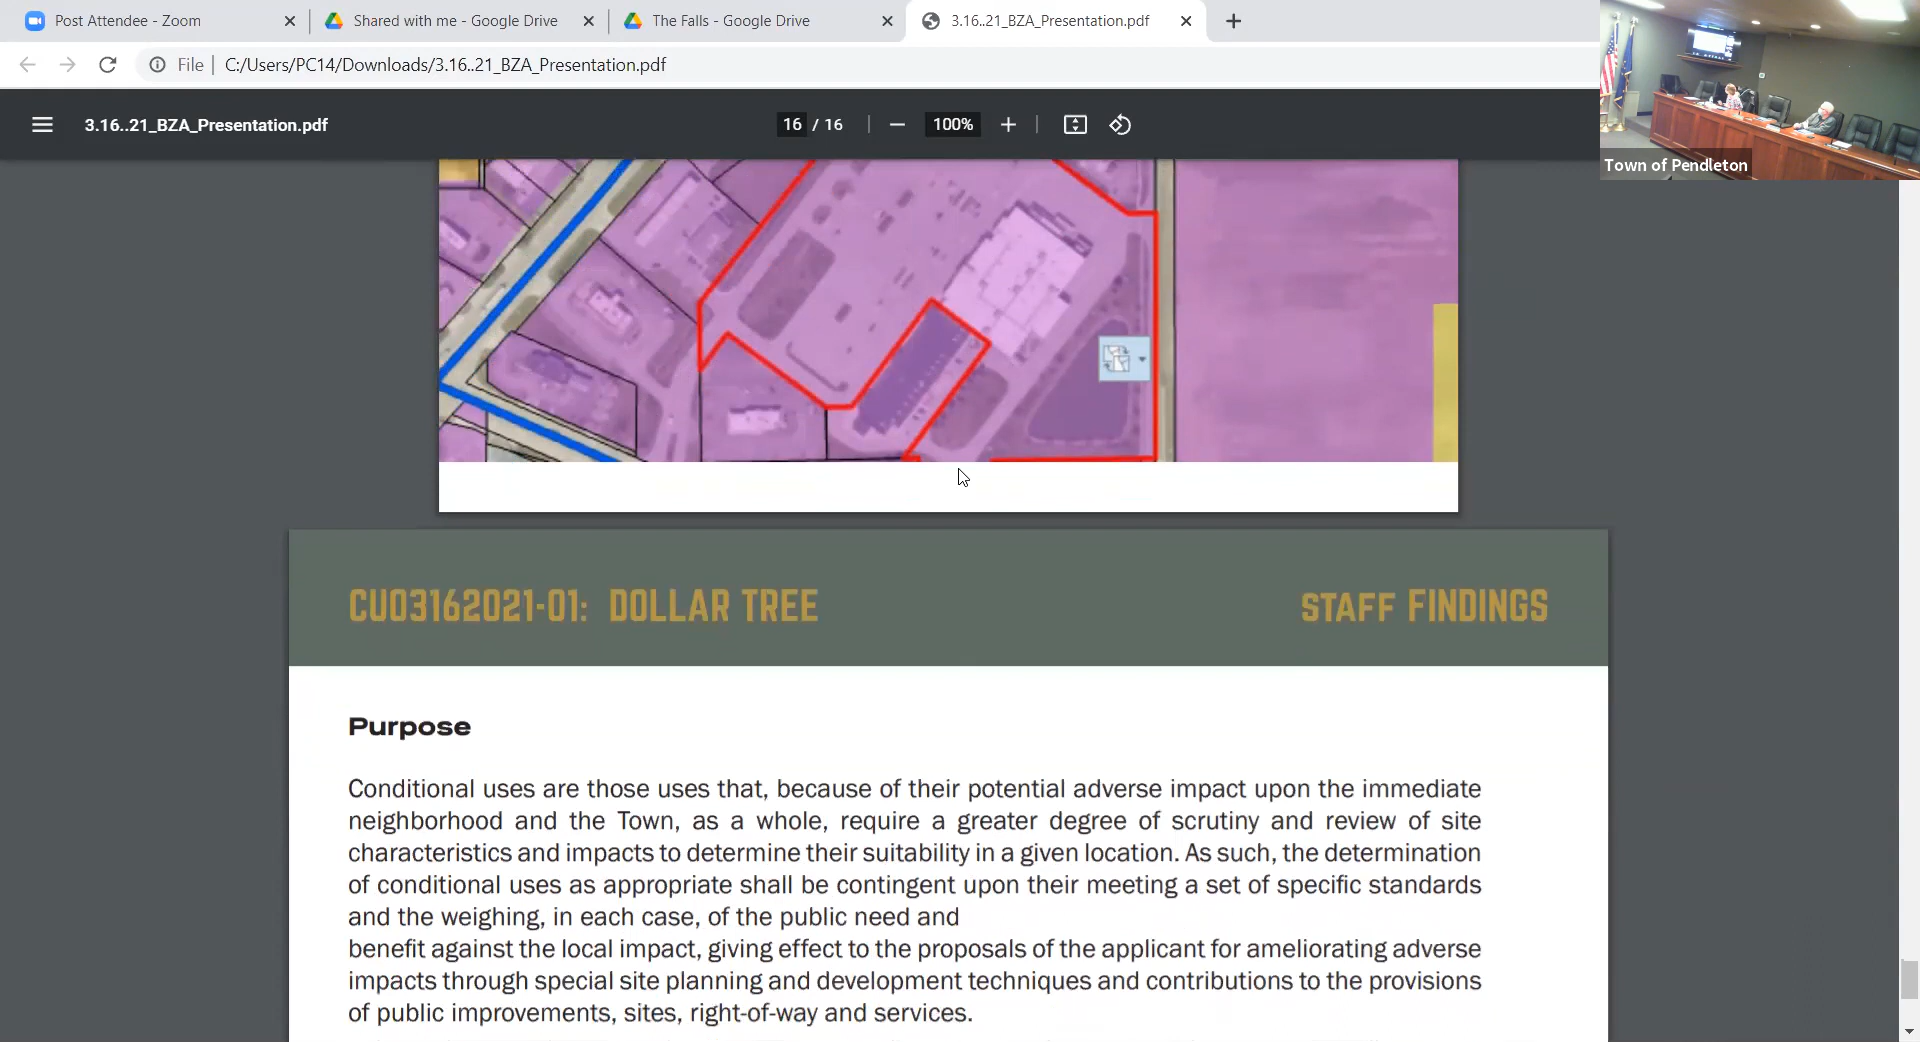 Post Attendee - Zoom
Shared with me - Google Drive
The Falls - Google Drive
3.16..21_BZA_Presentation.pdf
File | C:/Users/PC14/Downloads/3.16..21_BZA_Presentation.pdf
3.16..21_BZA_Presentation.pdf
16 / 16
100%
Town of Pendleton
CU03162021-01: DOLLAR TREE
STAFF FINDINGS
Purpose
Conditional uses are those uses that, because of their potential adverse impact upon the immediate
neighborhood and the Town, as a whole, require a greater degree of scrutiny and review of site
characteristics and impacts to determine their suitability in a given location. As such, the determination
of conditional uses as appropriate shall be contingent upon their meeting a set of specific standards
and the weighing, in each case, of the public need and
benefit against the local impact, giving effect to the proposals of the applicant for ameliorating adverse
impacts through special site planning and development techniques and contributions to the provisions
of public improvements, sites, right-of-way and services.